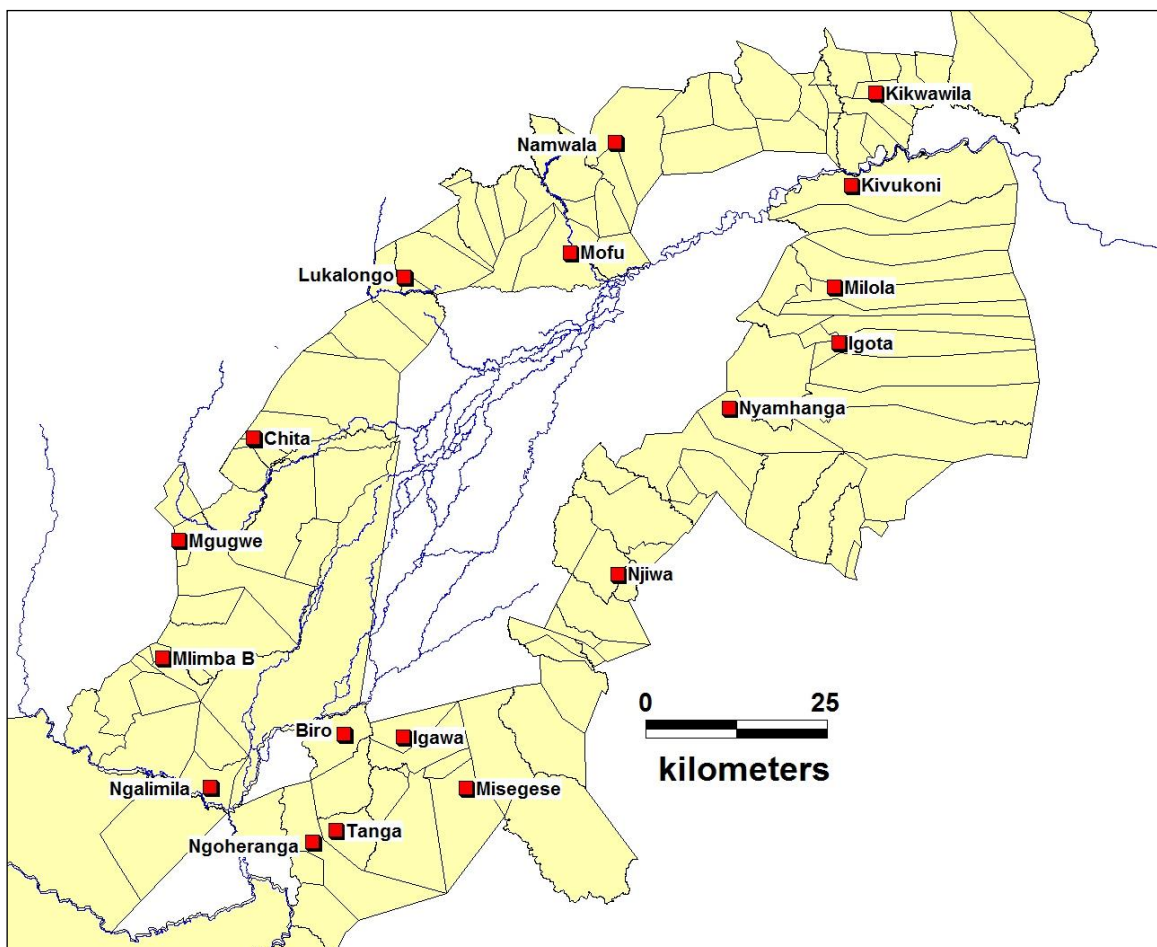 Kikwawila
Namwala
Kivukoni
Mofu
Lukalongo
Milola
Igota
Nyamhanga
Chita
Mgugwe
Njiwa
Mlimba B
0 25
kilometers
Biro
Igawa
Ngalimila
Misegese
Tanga
Ngoheranga